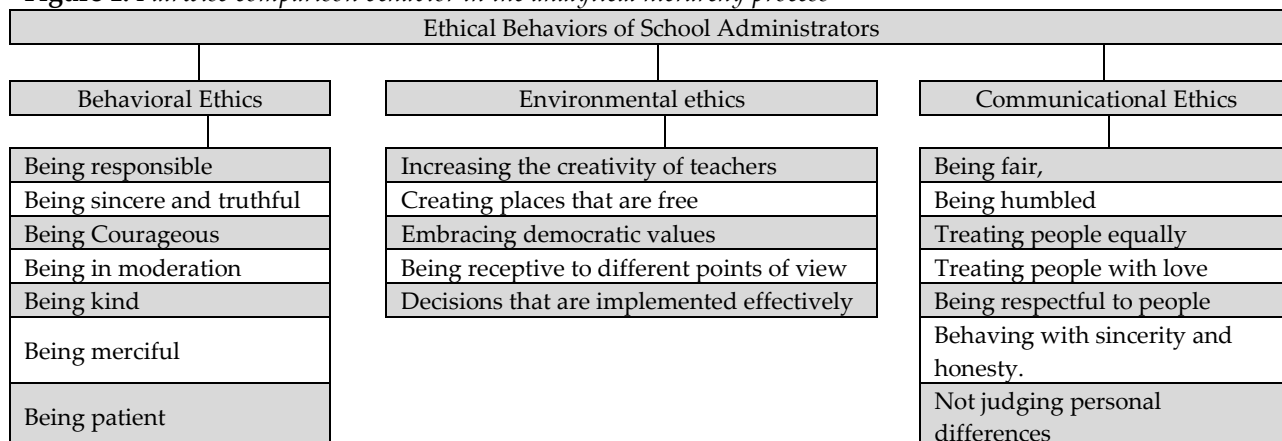 Ethical Behaviors of School Administrators
Behavioral Ethics
Being responsible
Being sincere and truthful
Being Courageous
Being in moderation
Being kind
Being merciful
Being patient
Environmental ethics
Increasing the creativity of teachers
Creating places that are free
Embracing democratic values
Being receptive to different points of view
Decisions that are implemented effectively
Communicational Ethics
Being fair,
Being humbled
Treating people equally
Treating people with love
Being respectful to people
Behaving with sincerity and
honesty.
Not judging personal
differences